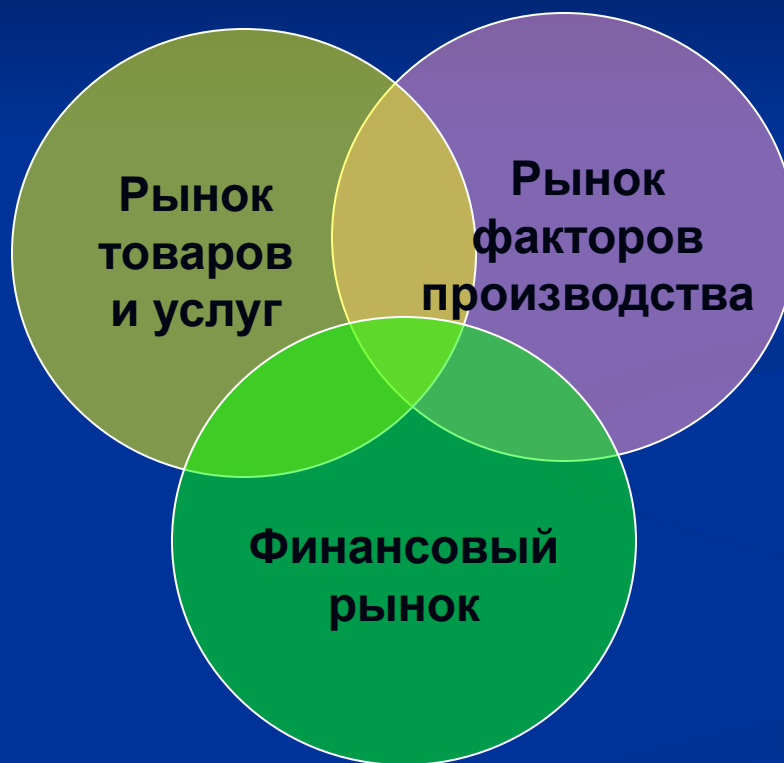 Рынок
товаров
и услуг
Рынок
факторов
производства
Финансовый
рынок